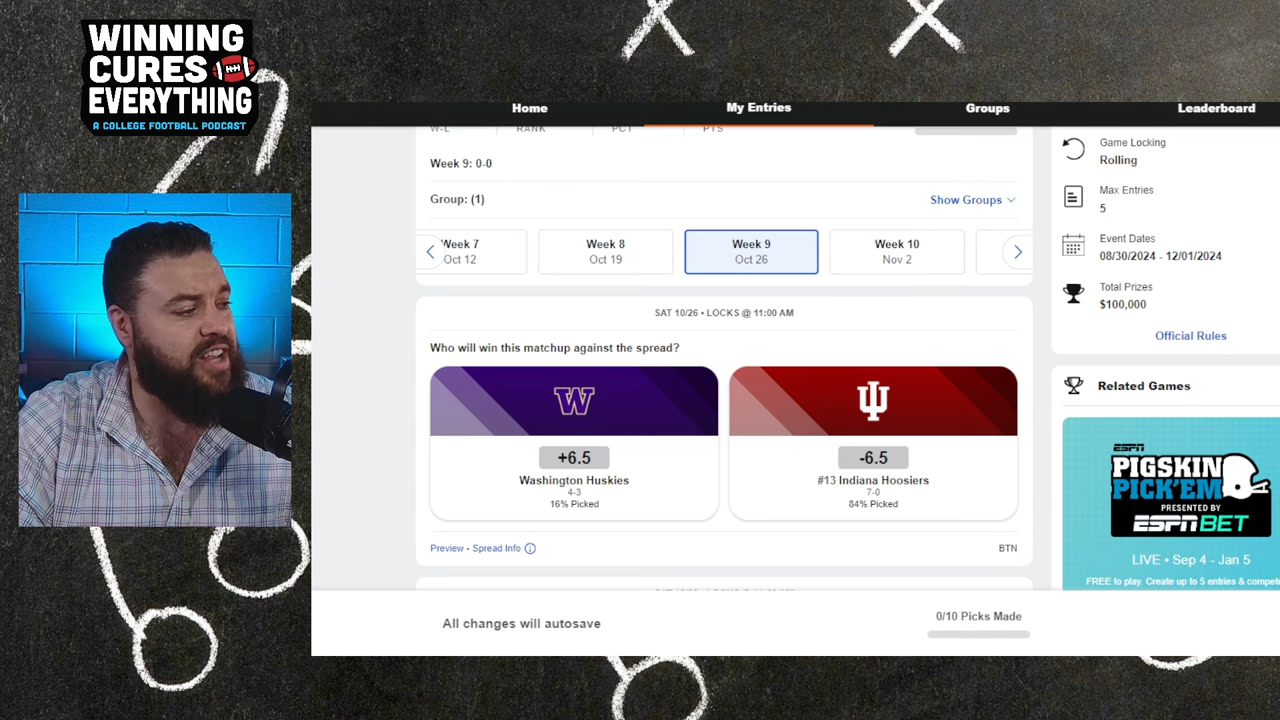 WINNING
CURES
EVERYTHING
A COLLEGE FOOTBALL PODCAST
Home
My Entries
Groups
Leaderboard
W-L
RANK
PCT
PTS
Week 9: 0-0
Group: (1)
Show Groups
Week 7
Oct 12
Week 8
Oct 19
Week 9
Oct 26
Week 10
Nov 2
SAT 10/26 • LOCKS @ 11:00 AM
Who will win this matchup against the spread?
W
+6.5
Washington Huskies
4-3
16% Picked
-6.5
#13 Indiana Hoosiers
7-0
84% Picked
Preview • Spread Info
BTN
All changes will autosave
0/10 Picks Made
Game Locking
Rolling
Max Entries
5
Event Dates
08/30/2024 - 12/01/2024
Total Prizes
$100,000
Official Rules
Related Games
ESPN
PIGSKIN
PICK'EM
PRESENTED BY
ESPN BET
LIVE • Sep 4 - Jan 5
FREE to play. Create up to 5 entries & compet